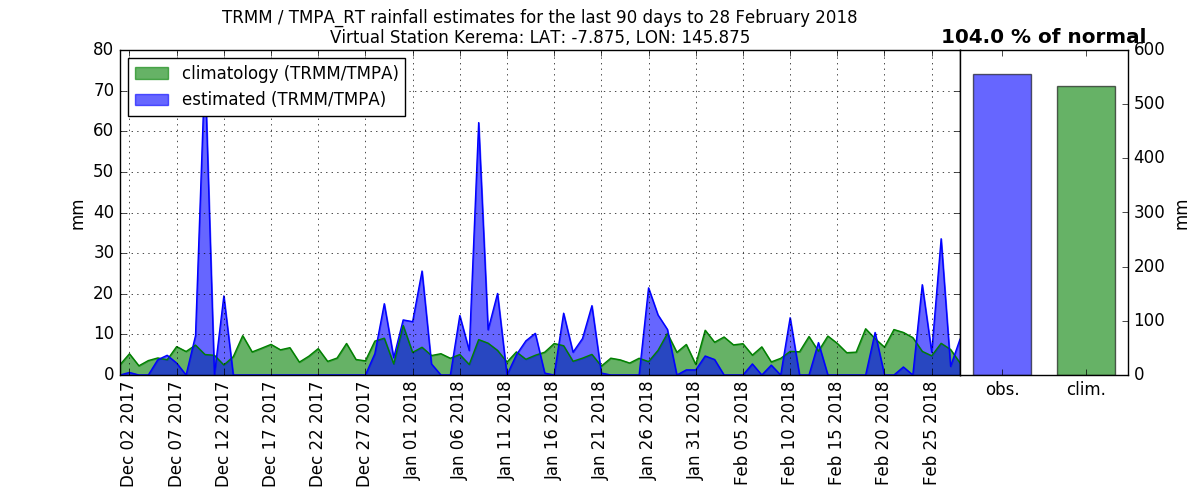 TRMM / TMPA_RT rainfall estimates for the last 90 days to 28 February 2018
Virtual Station Kerema: LAT: -7.875, LON: 145.875
104.0 % of normal
climatology (TRMM/TMPA)
estimated (TRMM/TMPA)
80
70
60
50
40
30
20
10
0
mm
Dec 02 2017
Dec 07 2017
Dec 12 2017
Dec 17 2017
Dec 22 2017
Dec 27 2017
Jan 01 2018
Jan 06 2018
Jan 11 2018
Jan 16 2018
Jan 21 2018
Jan 26 2018
Jan 31 2018
Feb 05 2018
Feb 10 2018
Feb 15 2018
Feb 20 2018
Feb 25 2018
obs.
clim.
600
500
400
300
200
100
0
mm